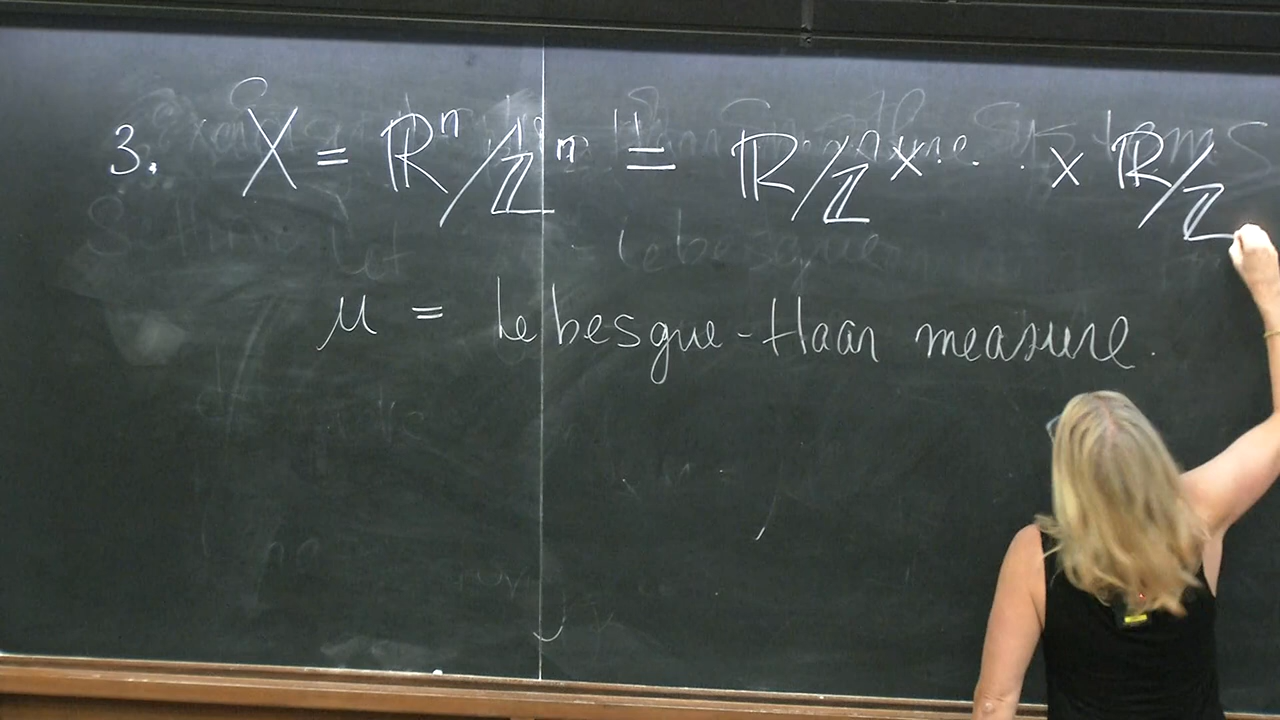 3. X = ℝⁿ/ℤⁿ = ℝ/ℤ × · · · × ℝ/ℤ
μ = Lebesgue-Haar measure.